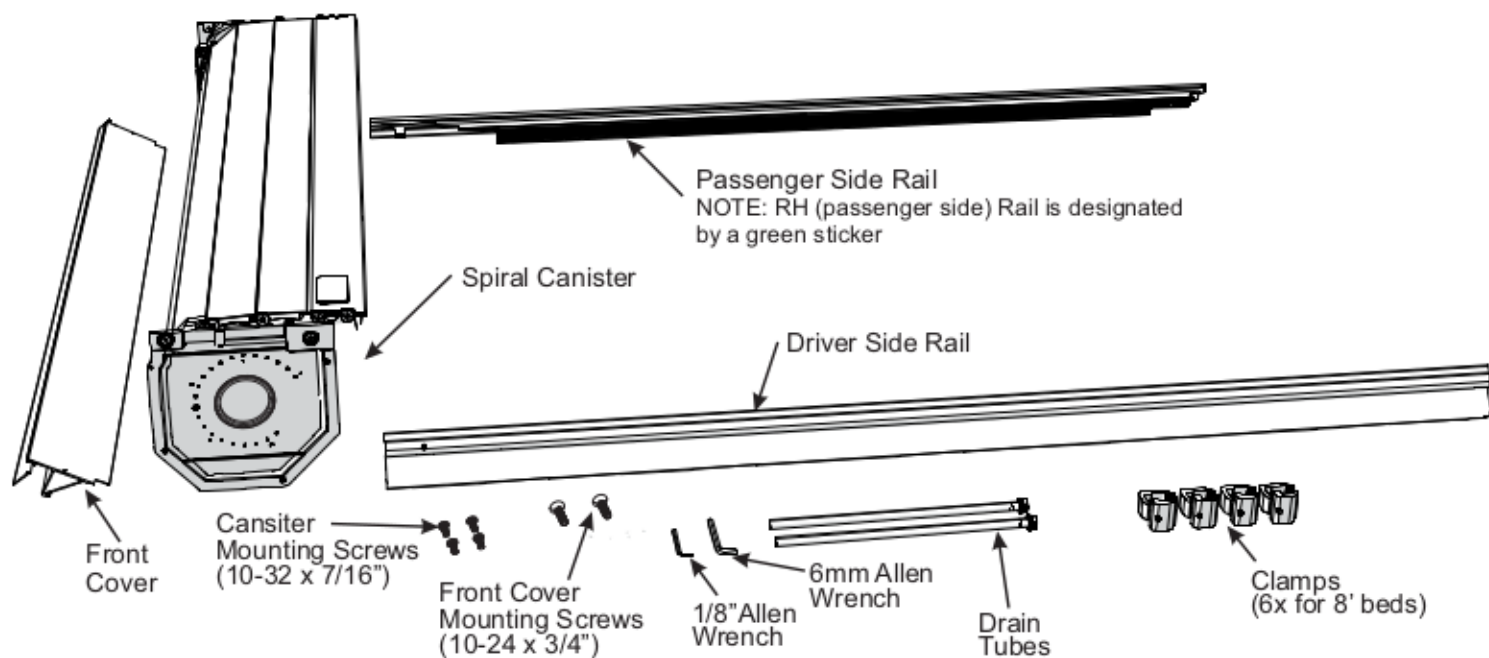 Passenger Side Rail
NOTE: RH (passenger side) Rail is designated
by a green sticker
Spiral Canister
Driver Side Rail
Front
Cover
Cansiter
Mounting Screws
(10-32 x 7/16”)
Front Cover
Mounting Screws
(10-24 x 3/4”)
1/8”Allen
Wrench
6mm Allen
Wrench
Drain
Tubes
Clamps
(6x for 8' beds)